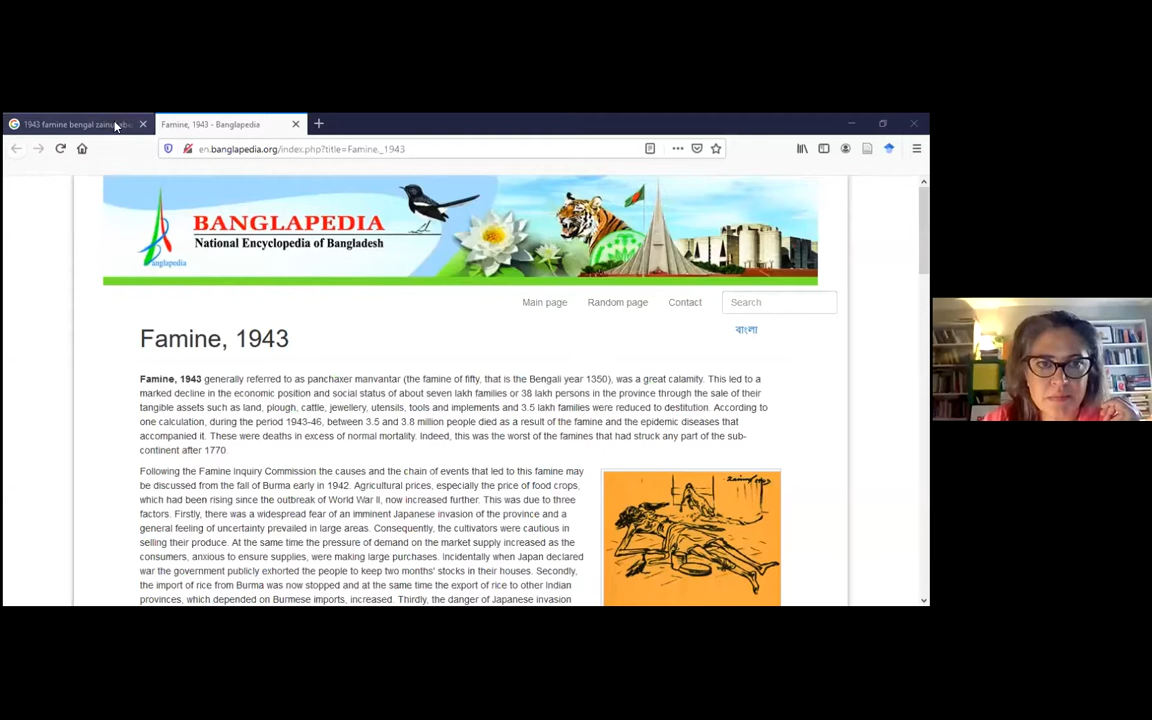 1943 famine bengal zainu abe
Famine, 1943 - Banglapedia
en.banglapedia.org/index.php?title=Famine,_1943
BANGLAPEDIA
National Encyclopedia of Bangladesh
anglapedia
Main page Random page Contact Search
বাংলা
Famine, 1943
Famine, 1943 generally referred to as panchaxer manvantar (the famine of fifty, that is the Bengali year 1350), was a great calamity. This led to a
marked decline in the economic position and social status of about seven lakh families or 38 lakh persons in the province through the sale of their
tangible assets such as land, plough, cattle, jewellery, utensils, tools and implements and 3.5 lakh families were reduced to destitution. According to
one calculation, during the period 1943-46, between 3.5 and 3.8 million people died as a result of the famine and the epidemic diseases that
accompanied it. These were deaths in excess of normal mortality. Indeed, this was the worst of the famines that had struck any part of the sub-
continent after 1770.
Following the Famine inquiry Commission the causes and the chain of events that led to this famine may
be discussed from the fall of Burma early in 1942. Agricultural prices, especially the price of food crops,
which had been rising since the outbreak of World War II, now increased further. This was due to three
factors. Firstly, there was a widespread fear of an imminent Japanese invasion of the province and a
general feeling of uncertainty prevailed in large areas. Consequently, the cultivators were cautious in
selling their produce. At the same time the pressure of demand on the market supply increased as the
consumers, anxious to ensure supplies, were making large purchases. Incidentally when Japan declared
war the government publicly exhorted the people to keep two months' stocks in their houses. Secondly,
the import of rice from Burma was now stopped and at the same time the export of rice to other Indian
provinces, which depended on Burmese imports, increased. Thirdly, the danger of Japanese invasion